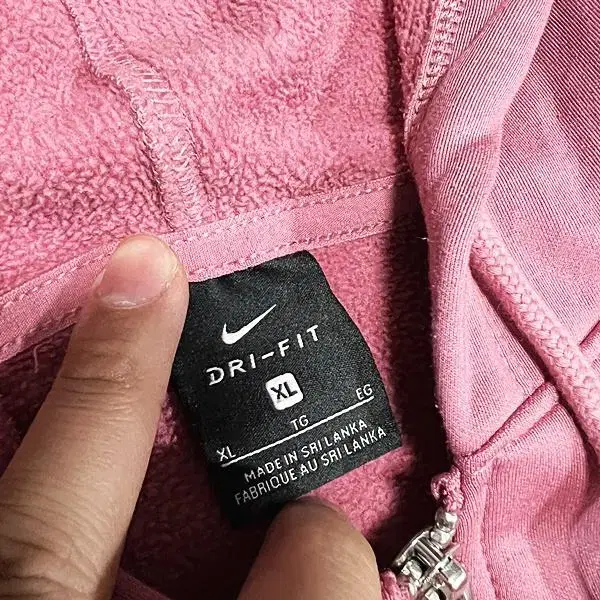 DRI-FIT
XL
XL TG EG
MADE IN SRI LANKA
FABRIQUE AU SRI LANKA